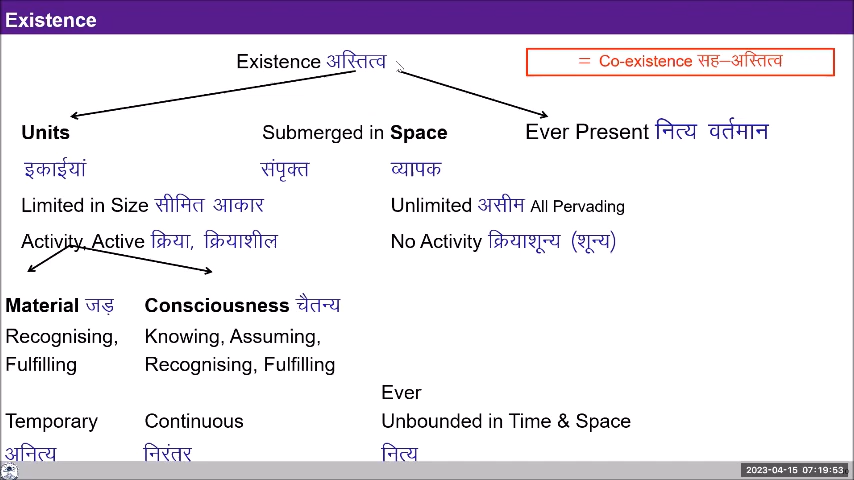 Existence
Existence अस्तित्व
= Co-existence सह–अस्तित्व
Units Submerged in Space Ever Present नित्य वर्तमान
इकाईयां संपृक्त व्यापक
Limited in Size सीमित आकार Unlimited असीम All Pervading
Activity, Active क्रिया, क्रियाशील No Activity क्रियाशून्य (शून्य)
Material जड़ Consciousness चैतन्य
Recognising, Knowing, Assuming,
Fulfilling Recognising, Fulfilling
Ever
Temporary Continuous Unbounded in Time & Space
अनित्य निरंतर नित्य
2023-04-15 07:19:53